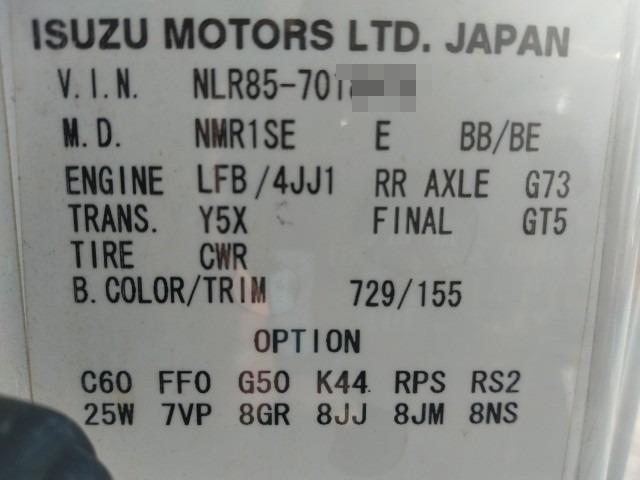 ISUZU MOTORS LTD. JAPAN
V.I.N. NLR85-701
M.D. NMR1SE E BB/BE
ENGINE LFB/4JJ1 RR AXLE G73
TRANS. Y5X FINAL GT5
TIRE CWR
B.COLOR/TRIM 729/155
OPTION
C60 FF0 G50 K44 RPS RS2
25W 7VP 8GR 8JJ 8JM 8NS